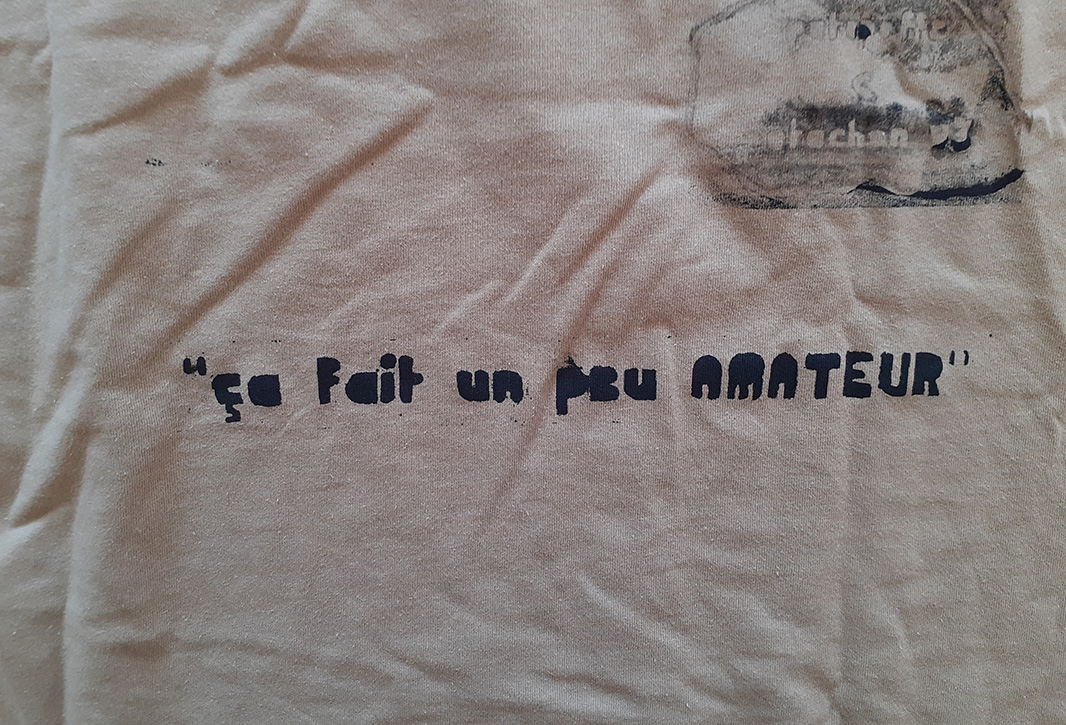 &
"ça fait un peu AMATEUR"